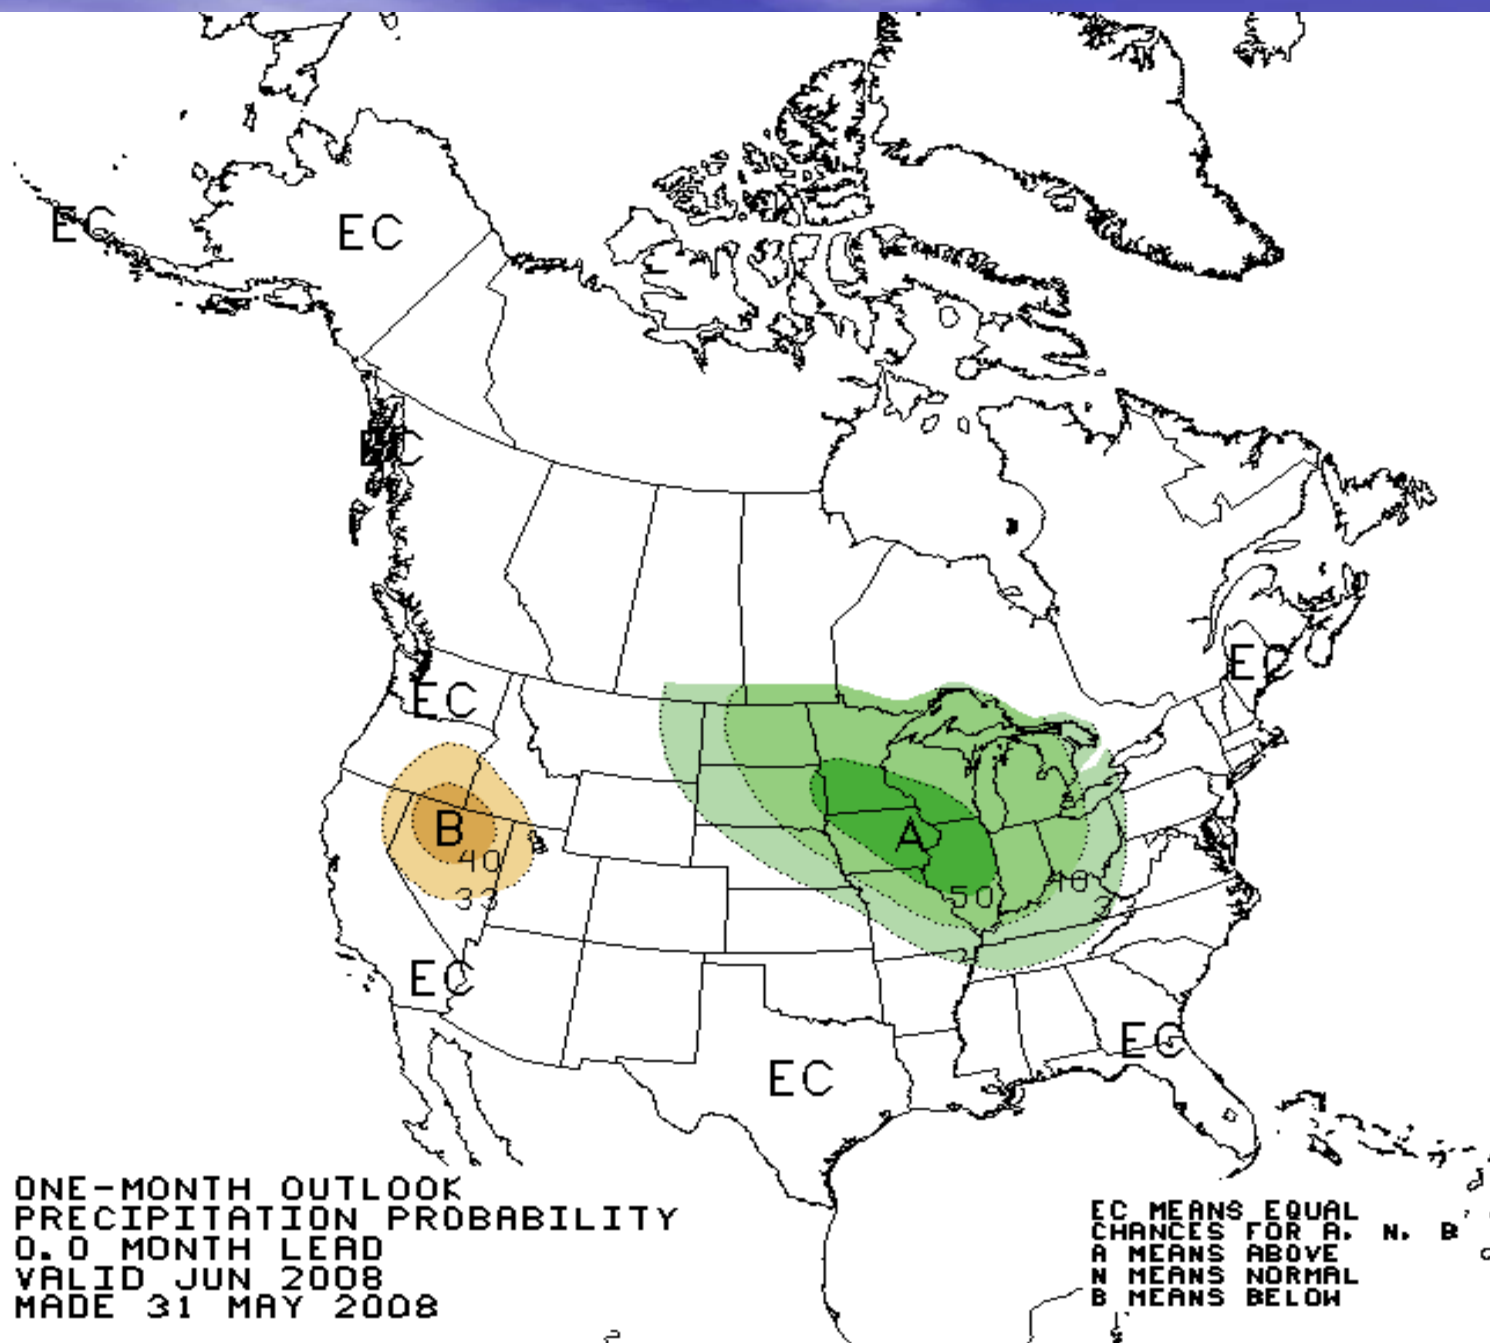 EC
EC
EC
EC
EC
B
40
33
A
50
40
33
EC
EC
EC
ONE-MONTH OUTLOOK
PRECIPITATION PROBABILITY
0.0 MONTH LEAD
VALID JUN 2008
MADE 31 MAY 2008
EC MEANS EQUAL
CHANCES FOR A, N, B
A MEANS ABOVE
N MEANS NORMAL
B MEANS BELOW